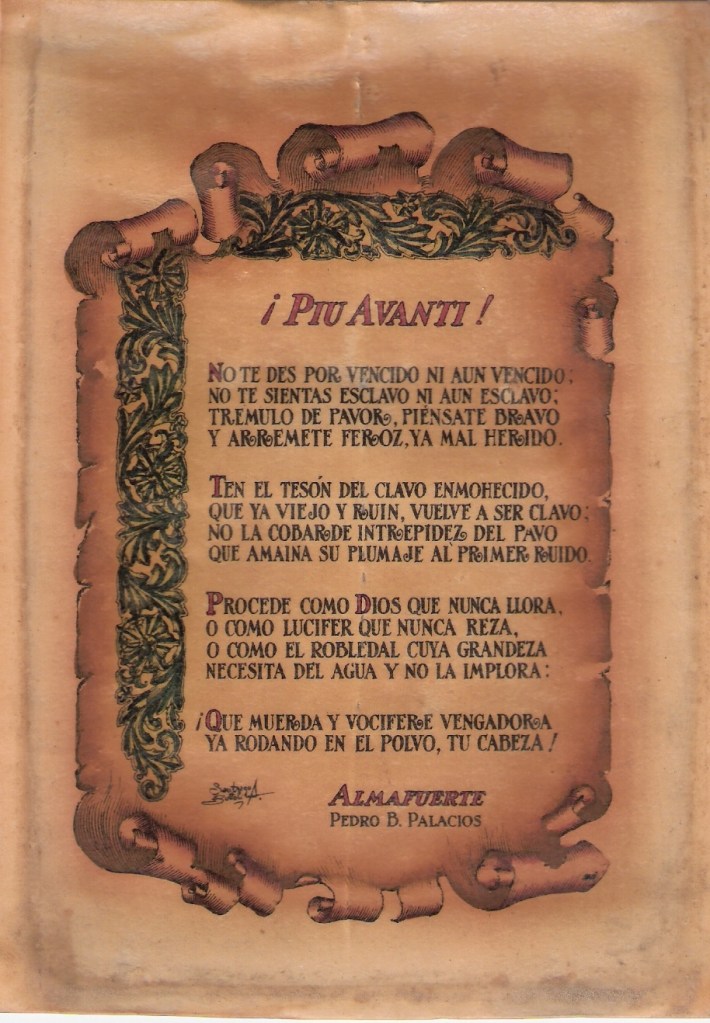 ¡PIU AVANTI!
NO TE DES POR VENCIDO NI AUN VENCIDO;
NO TE SIENTAS ESCLAVO NI AUN ESCLAVO;
TREMULO DE PAVOR, PIÉNSATE BRAVO
Y ARREMETE FEROZ, YA MAL HERIDO.
TEN EL TESÓN DEL CLAVO ENMOHECIDO,
QUE YA VIEJO Y RUIN, VUELVE A SER CLAVO;
NO LA COBARDE INTREPIDEZ DEL PAVO
QUE AMAINA SU PLUMAJE AL PRIMER RUIDO.
PROCEDE COMO DIOS QUE NUNCA LLORA,
O COMO LUCIFER QUE NUNCA REZA,
O COMO EL ROBLEDAL CUYA GRANDEZA
NECESITA DEL AGUA Y NO LA IMPLORA:
¡QUE MUERDA Y VOCIFERE VENGADORA
YA RODANDO EN EL POLVO, TU CABEZA!
ALMAFUERTE
PEDRO B. PALACIOS